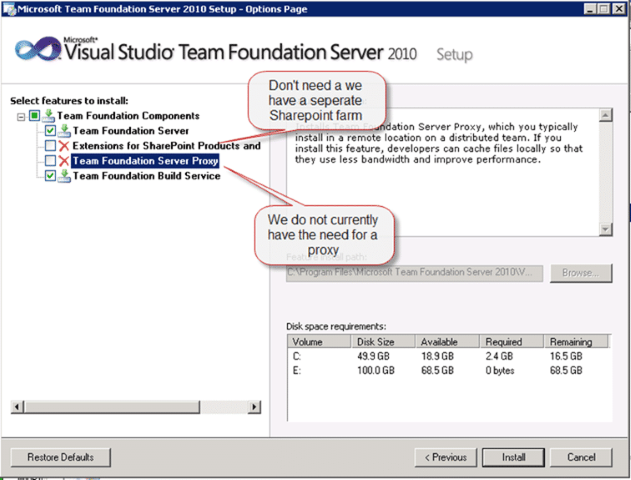 Microsoft Team Foundation Server 2010 Setup - Options Page
Microsoft®
Visual Studio Team Foundation Server 2010 Setup
Select features to install:
Team Foundation Components
Team Foundation Server
Extensions for SharePoint Products and
Team Foundation Server Proxy
Team Foundation Build Service
Don't need a we
have a seperate
Sharepoint farm
Installs Team Foundation Server Proxy, which you typically
install in a remote location on a distributed team. If you
install this feature, developers can cache files locally so that
they use less bandwidth and improve performance.
We do not currently
have the need for a
proxy
Feature install path:
C:\Program Files\Microsoft Team Foundation Server 2010\V...
Browse...
Disk space requirements:
Volume Disk Size Available Required Remaining
C: 49.9 GB 18.9 GB 2.4 GB 16.5 GB
E: 100.0 GB 68.5 GB 0 bytes 68.5 GB
Restore Defaults
< Previous
Install
Cancel